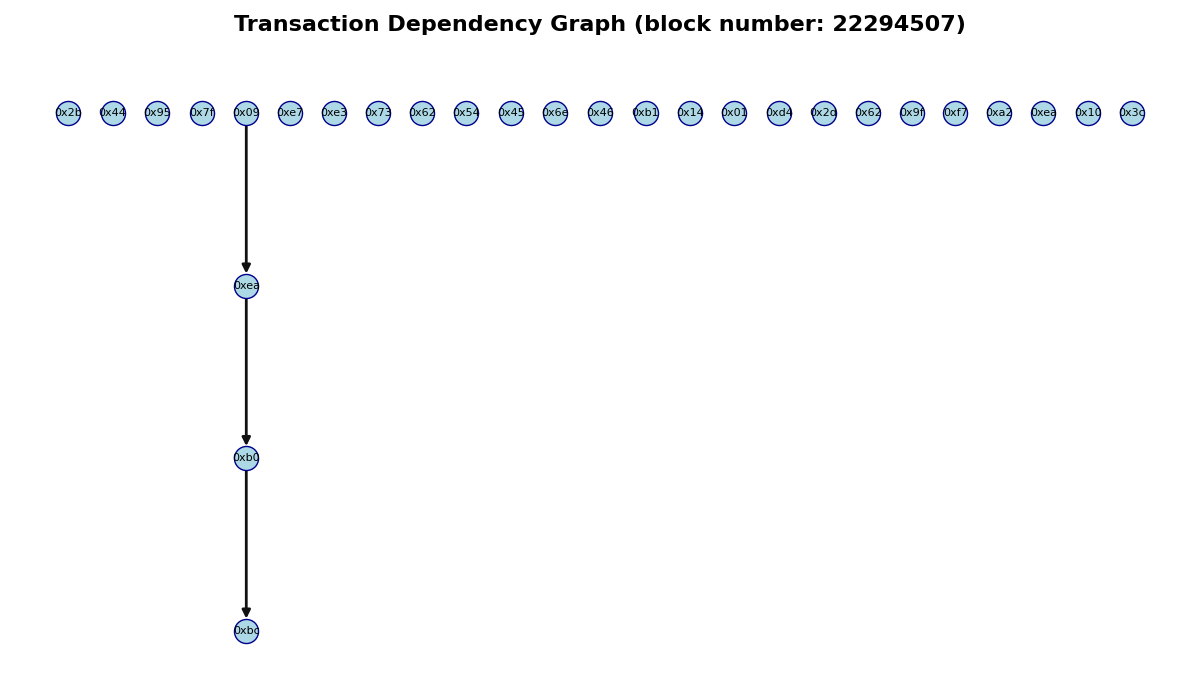 Transaction Dependency Graph (block number: 22294507)
0x2b 0x44 0x95 0x7f 0x09 0xe7 0xe3 0x73 0x62 0x54 0x45 0x6e 0x46 0xb1 0x14 0x01 0xd4 0x2d 0x62 0x9f 0xf7 0xa2 0xea 0x10 0x3c
0xea
0xb0
0xbc